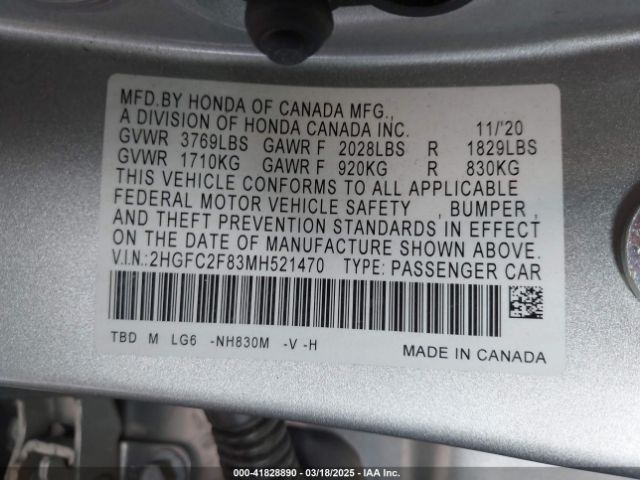 MFD.BY HONDA OF CANADA MFG.,
A DIVISION OF HONDA CANADA INC. 11/'20
GVWR 3769LBS GAWR F 2028LBS R 1829LBS
GVWR 1710KG GAWR F 920KG R 830KG
THIS VEHICLE CONFORMS TO ALL APPLICABLE
FEDERAL MOTOR VEHICLE SAFETY , BUMPER ,
AND THEFT PREVENTION STANDARDS IN EFFECT
ON THE DATE OF MANUFACTURE SHOWN ABOVE.
V.I.N.:2HGFC2F83MH521470 TYPE: PASSENGER CAR
TBD M LG6 -NH830M -V -H
MADE IN CANADA
000-41828890 — 03/18/2025 — IAA Inc.